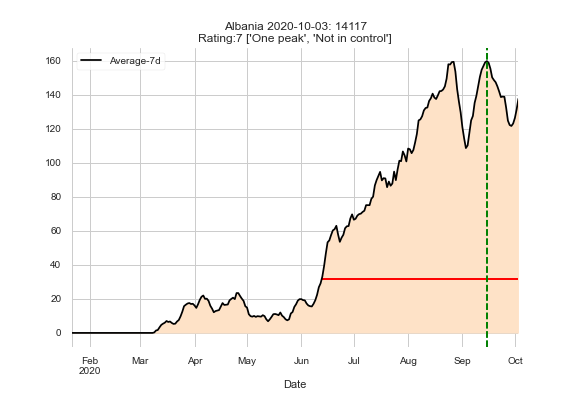 Albania 2020-10-03: 14117
Rating:7 ['One peak', 'Not in control']
Average-7d
160
140
120
100
80
60
40
20
0
Feb Mar Apr May Jun Jul Aug Sep Oct
2020
Date